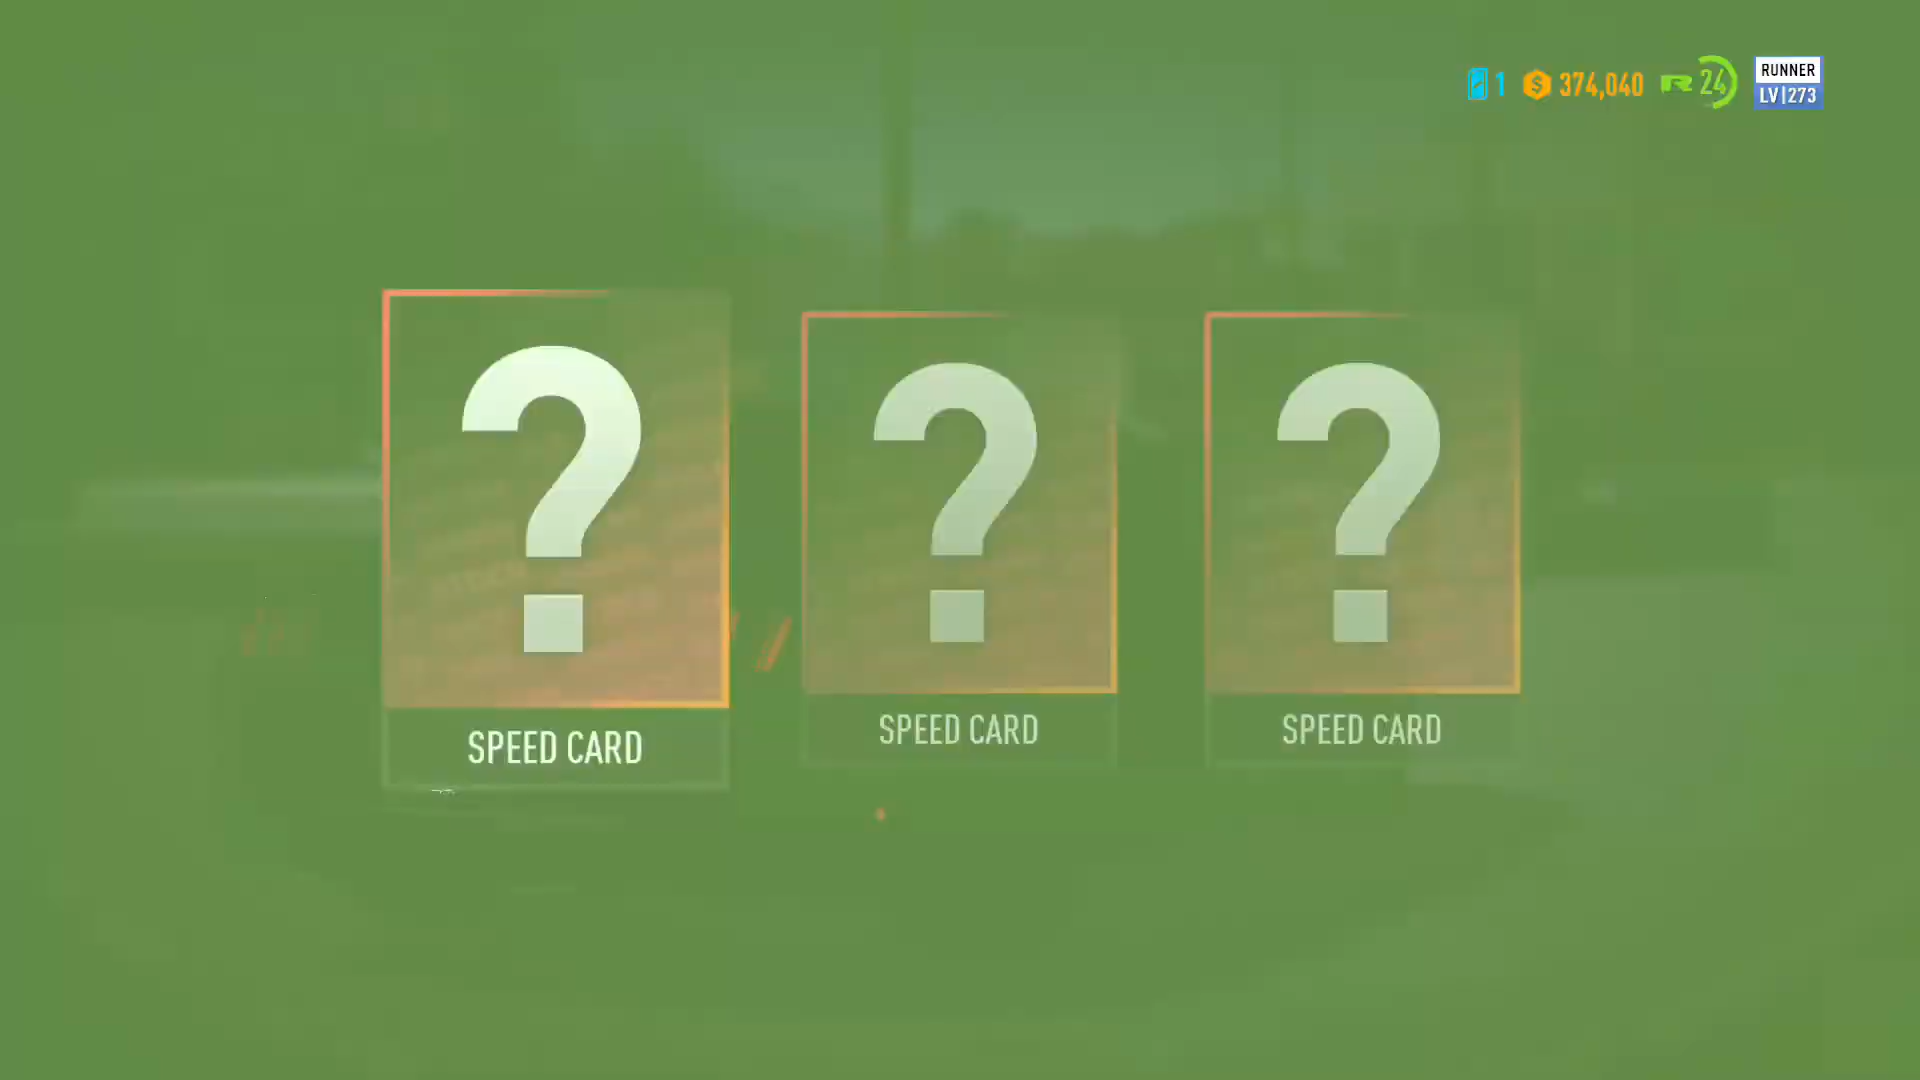 1 $ 374,040 R 24 RUNNER
LV|273
? ? ?
SPEED CARD SPEED CARD SPEED CARD